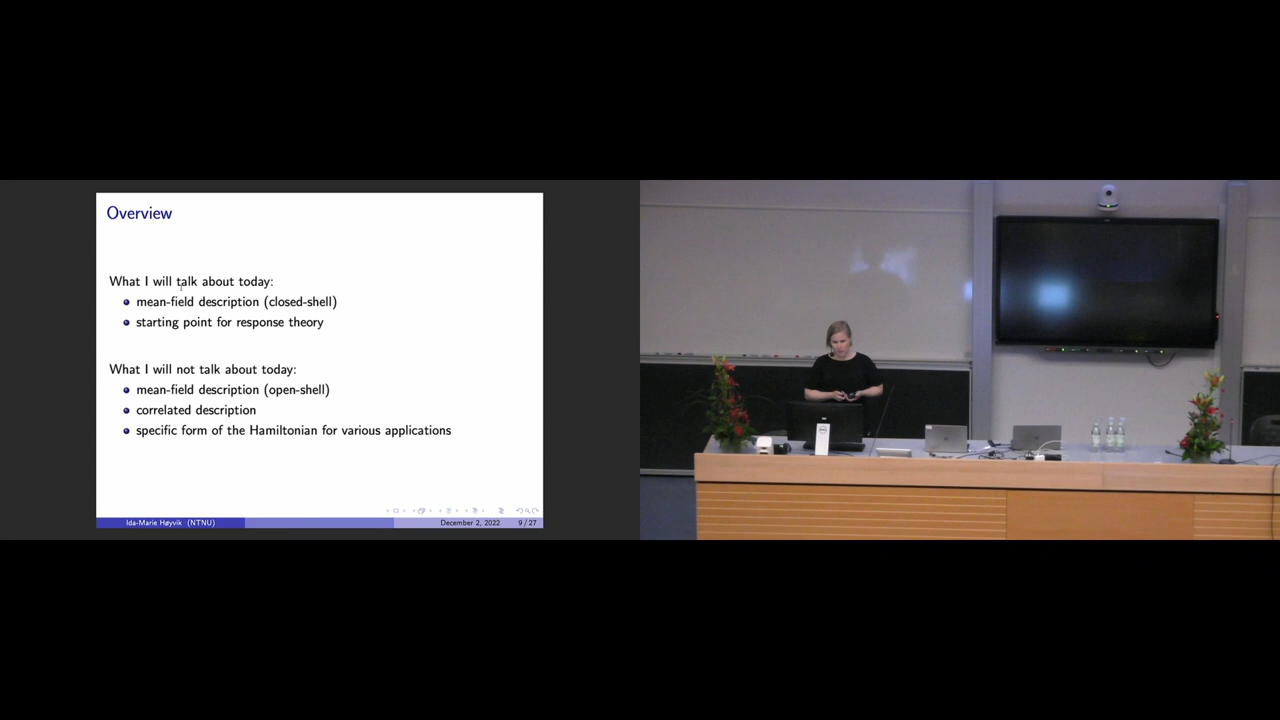 Overview
What I will talk about today:
mean-field description (closed-shell)
starting point for response theory
What I will not talk about today:
mean-field description (open-shell)
correlated description
specific form of the Hamiltonian for various applications
Ida-Marie Høyvik (NTNU)
December 2, 2022
9 / 27